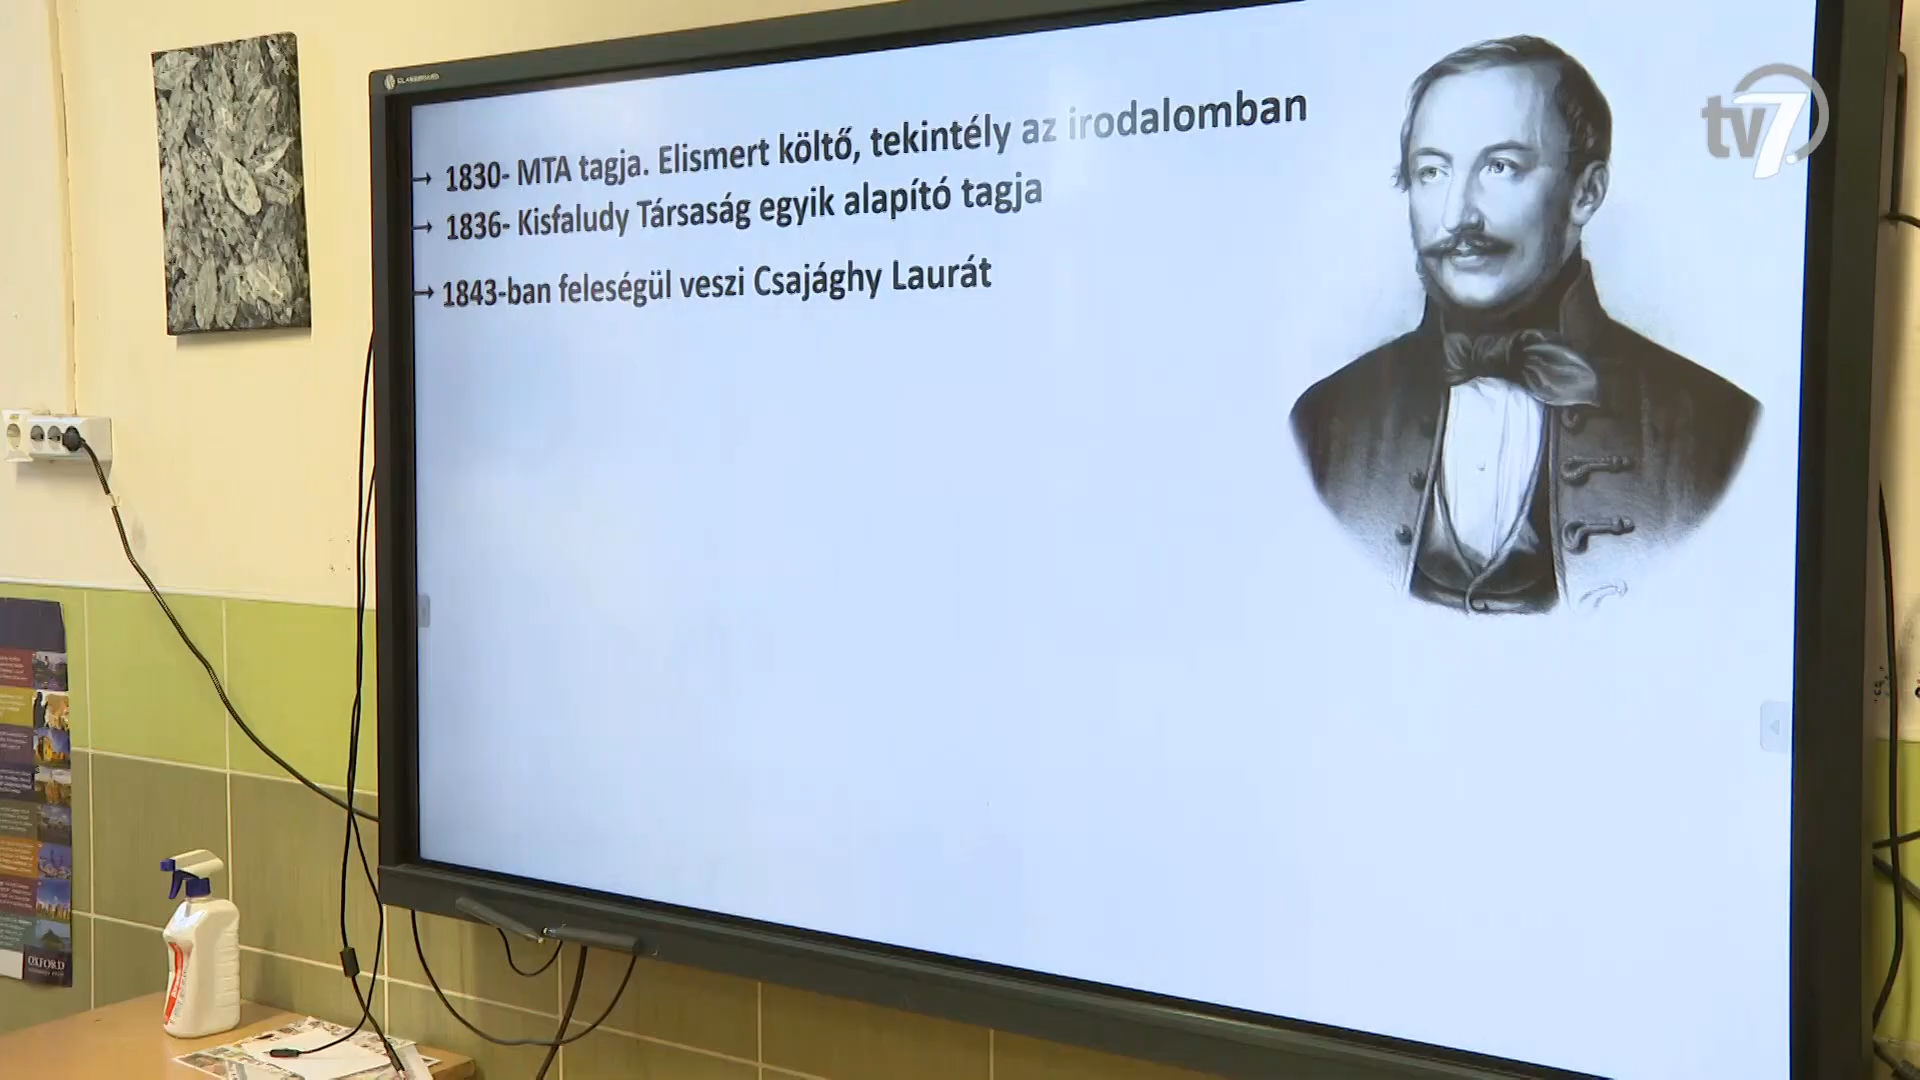 1830- MTA tagja. Elismert költő, tekintély az irodalomban
1836- Kisfaludy Társaság egyik alapító tagja
1843-ban feleségül veszi Csajághy Laurát
tv7
OXFORD